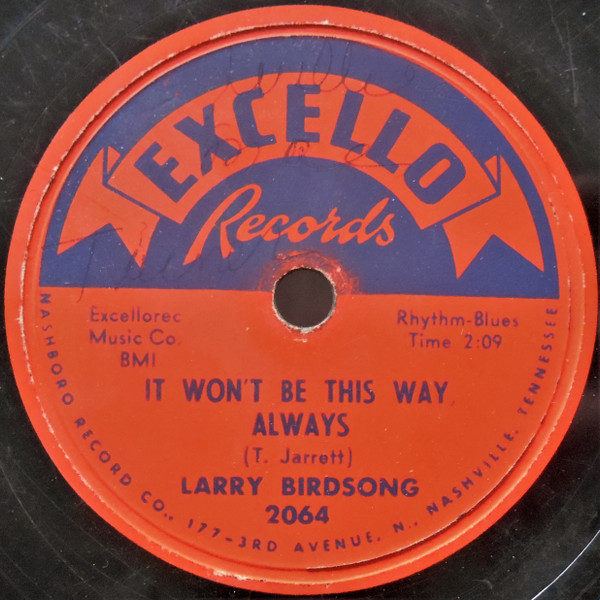 EXCELLO
Records
Excellorec
Music Co.
BMI
Rhythm-Blues
Time 2:09
IT WON'T BE THIS WAY
ALWAYS
(T. Jarrett)
LARRY BIRDSONG
2064
NASHBORO RECORD CO., 177-3RD AVENUE, N., NASHVILLE, TENNESSEE